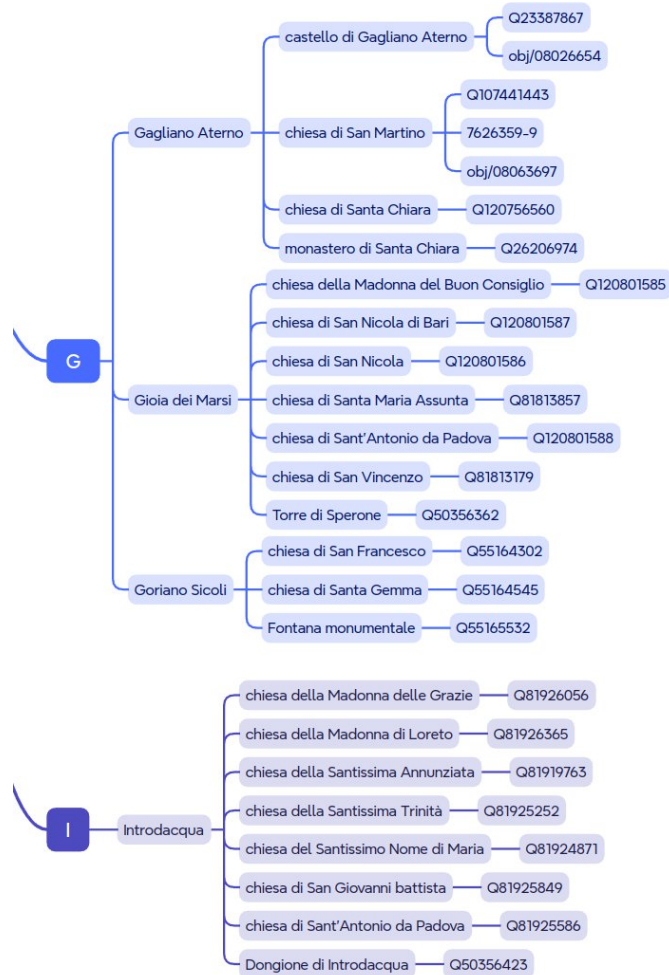 G
Gagliano Aterno
castello di Gagliano Aterno
Q23387867
obj/08026654
chiesa di San Martino
Q107441443
7626359-9
obj/08063697
chiesa di Santa Chiara
Q120756560
monastero di Santa Chiara
Q26206974
Gioia dei Marsi
chiesa della Madonna del Buon Consiglio
Q120801585
chiesa di San Nicola di Bari
Q120801587
chiesa di San Nicola
Q120801586
chiesa di Santa Maria Assunta
Q81813857
chiesa di Sant'Antonio da Padova
Q120801588
chiesa di San Vincenzo
Q81813179
Torre di Sperone
Q50356362
Goriano Sicoli
chiesa di San Francesco
Q55164302
chiesa di Santa Gemma
Q55164545
Fontana monumentale
Q55165532
I
Introdacqua
chiesa della Madonna delle Grazie
Q81926056
chiesa della Madonna di Loreto
Q81926365
chiesa della Santissima Annunziata
Q81919763
chiesa della Santissima Trinità
Q81925252
chiesa del Santissimo Nome di Maria
Q81924871
chiesa di San Giovanni battista
Q81925849
chiesa di Sant'Antonio da Padova
Q81925586
Dongione di Introdacqua
Q50356423